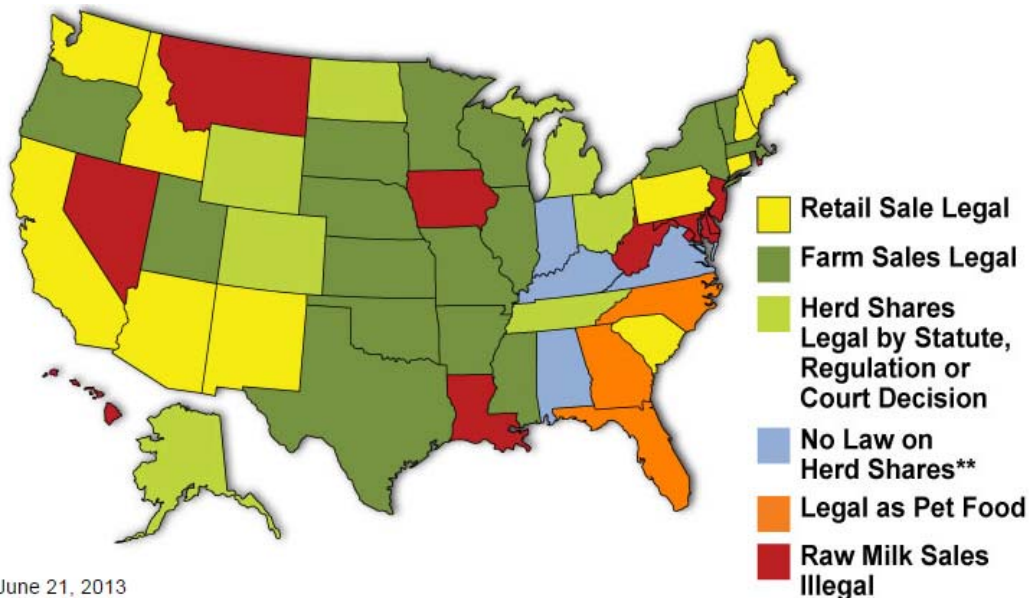 Retail Sale Legal
Farm Sales Legal
Herd Shares
Legal by Statute,
Regulation or
Court Decision
No Law on
Herd Shares**
Legal as Pet Food
Raw Milk Sales
Illegal
June 21, 2013